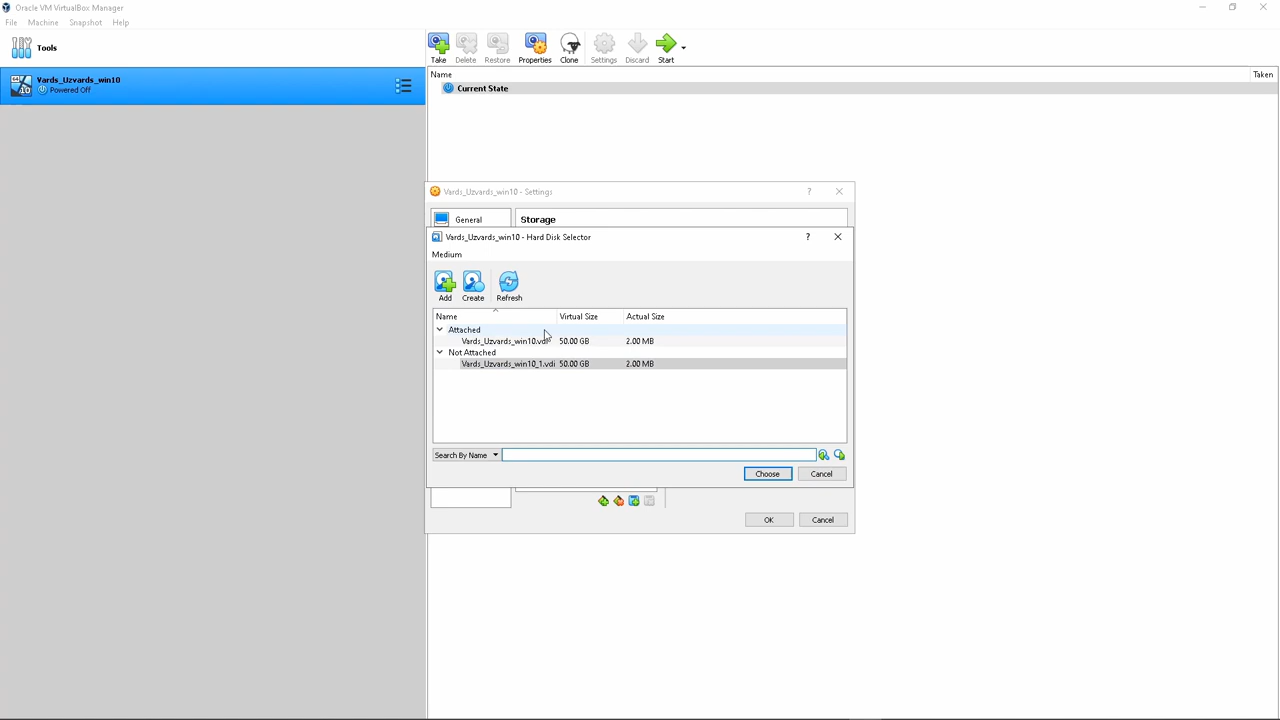 Oracle VM VirtualBox Manager
File Machine Snapshot Help
Tools
Take Delete Restore Properties Clone Settings Discard Start
Name Taken
Vards_Uzvards_win10
Powered Off
Current State
Vards_Uzvards_win10 - Settings
General
Storage
Vards_Uzvards_win10 - Hard Disk Selector
Medium
Add Create Refresh
Name Virtual Size Actual Size
Attached
Vards_Uzvards_win10.vdi 50.00 GB 2.00 MB
Not Attached
Vards_Uzvards_win10_1.vdi 50.00 GB 2.00 MB
Search By Name
Choose Cancel
OK Cancel